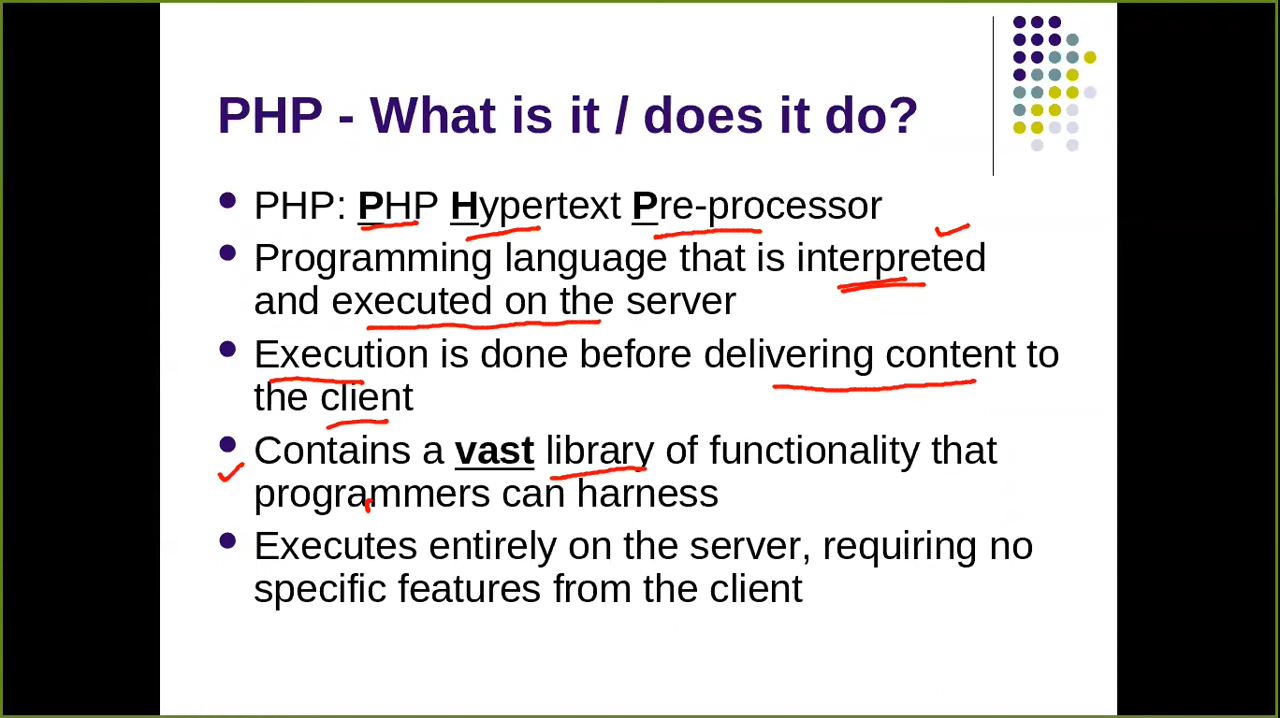 PHP - What is it / does it do?
• PHP: PHP Hypertext Pre-processor
• Programming language that is interpreted
and executed on the server
• Execution is done before delivering content to
the client
• Contains a vast library of functionality that
programmers can harness
• Executes entirely on the server, requiring no
specific features from the client